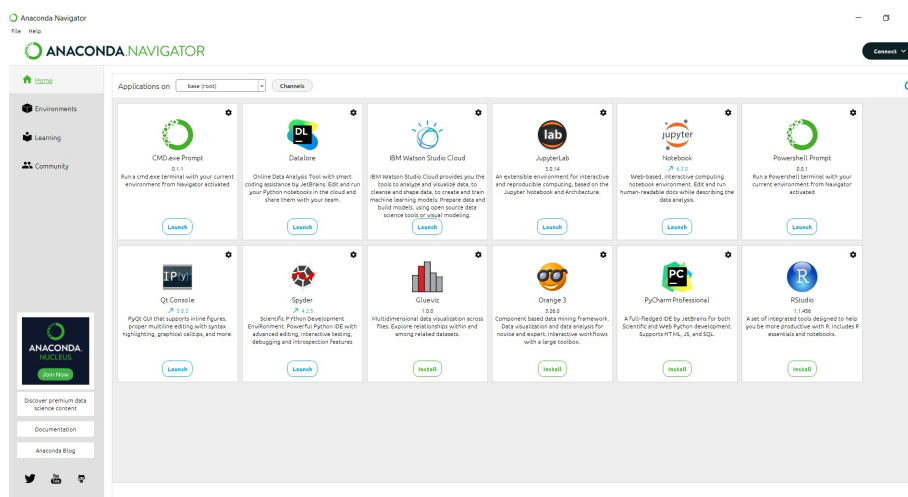 Anaconda Navigator
File Help
ANACONDA.NAVIGATOR
Connect
Home
Environments
Learning
Community
Applications on base (root) Channels
CMD.exe Prompt
0.1.1
Run a cmd.exe terminal with your current
environment from Navigator activated
Launch
DL
Datalore
Online Data Analysis Tool with smart
coding assistance by JetBrains. Edit and run
your Python notebooks in the cloud and
share them with your team.
Launch
IBM Watson Studio Cloud
IBM Watson Studio Cloud provides you the
tools to analyze and visualize data, to
cleanse and shape data, to create and train
machine learning models. Prepare data and
build models, using open source data
science tools or visual modeling.
Launch
lab
JupyterLab
3.0.14
An extensible environment for interactive
and reproducible computing, based on the
Jupyter Notebook and Architecture.
Launch
jupyter
Notebook
6.3.0
Web-based, interactive computing
notebook environment. Edit and run
human-readable docs while describing the
data analysis.
Launch
Powershell Prompt
0.0.1
Run a Powershell terminal with your
current environment from Navigator
activated
Launch
IP[y]:
Qt Console
5.0.3
PyQt GUI that supports inline figures,
proper multiline editing with syntax
highlighting, graphical calltips, and more.
Launch
Spyder
4.2.5
Scientific PYthon Development
EnviRonment. Powerful Python IDE with
advanced editing, interactive testing,
debugging and introspection features
Launch
Glueviz
1.0.0
Multidimensional data visualization across
files. Explore relationships within and
among related datasets.
Install
Orange 3
3.26.0
Component based data mining framework.
Data visualization and data analysis for
novice and expert. Interactive workflows
with a large toolbox.
Install
PC
PyCharm Professional
A full-fledged IDE by JetBrains for both
Scientific and Web Python development.
Supports HTML, JS, and SQL.
Install
R
RStudio
1.1.456
A set of integrated tools designed to help
you be more productive with R. Includes R
essentials and notebooks.
Install
ANACONDA.
NUCLEUS
Join Now
Discover premium data
science content
Documentation
Anaconda Blog
You
Tube